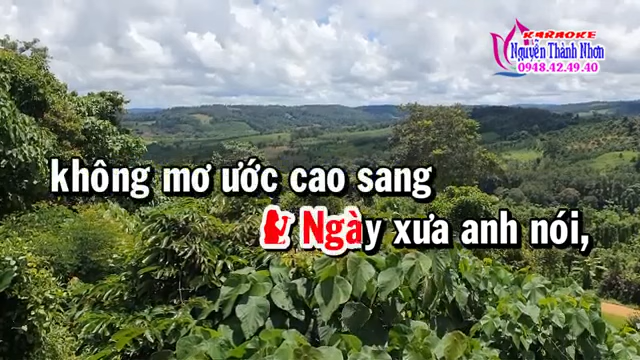 KARAOKE
Nguyễn Thành Nhơn
0948.42.49.40
không mơ ước cao sang
Ngày xưa anh nói,